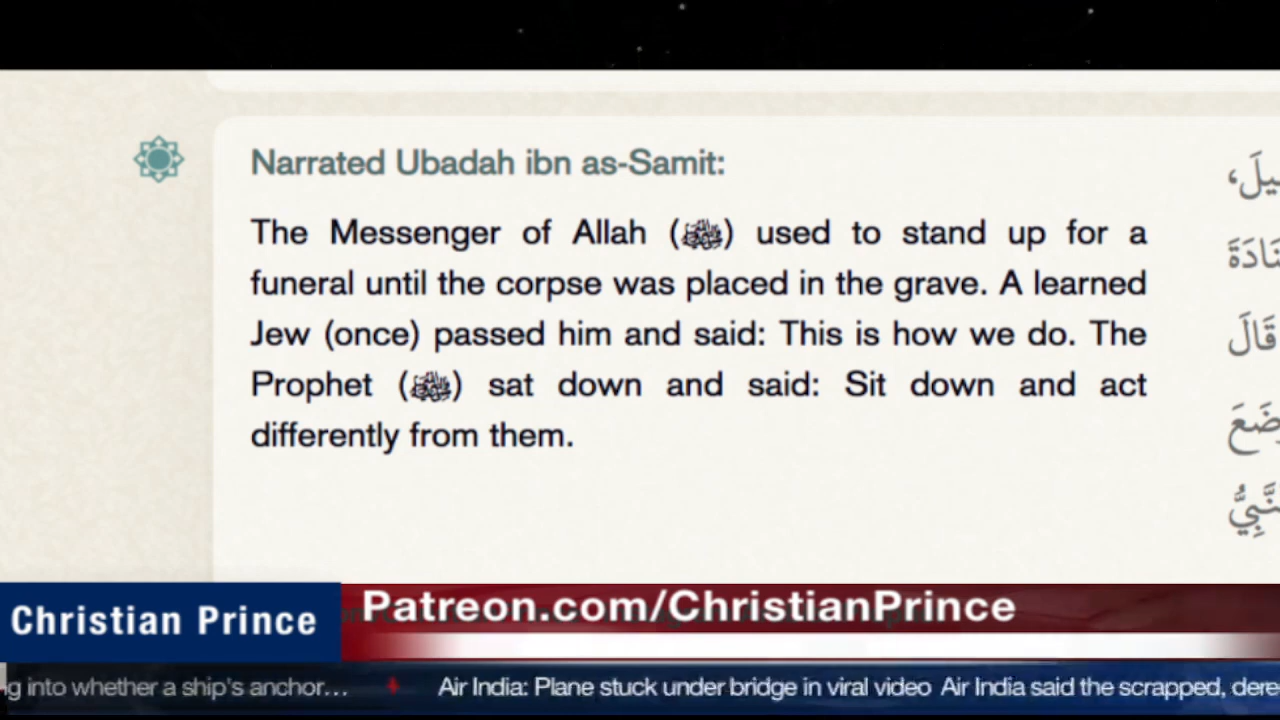 Narrated Ubadah ibn as-Samit:
The Messenger of Allah (ﷺ) used to stand up for a
funeral until the corpse was placed in the grave. A learned
Jew (once) passed him and said: This is how we do. The
Prophet (ﷺ) sat down and said: Sit down and act
differently from them.
قَالَ
Christian Prince
Patreon.com/ChristianPrince
g into whether a ship's anchor... Air India: Plane stuck under bridge in viral video Air India said the scrapped, dere